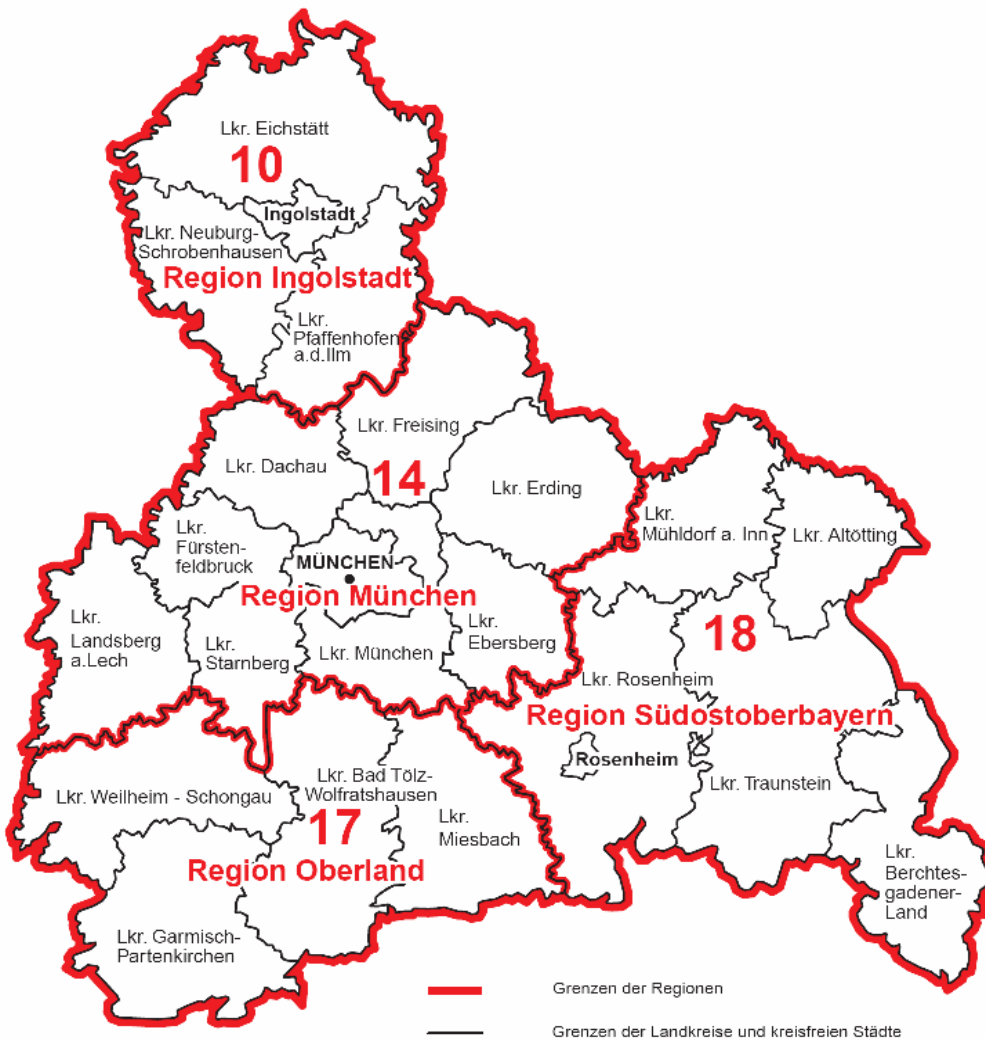 Lkr. Eichstätt
10
Ingolstadt
Lkr. Neuburg-
Schrobenhausen
Region Ingolstadt
Lkr.
Pfaffenhofen
a.d.Ilm
Lkr. Freising
Lkr. Dachau
14
Lkr. Erding
Lkr.
Mühldorf a. Inn
Lkr. Altötting
Lkr.
Fürsten-
feldbruck
MÜNCHEN
Region München
Lkr.
Landsberg
a.Lech
Lkr.
Starnberg
Lkr. München
Lkr.
Ebersberg
18
Lkr. Rosenheim
Region Südostoberbayern
Rosenheim
Lkr. Traunstein
Lkr. Weilheim - Schongau
Lkr. Bad Tölz-
Wolfratshausen
17
Lkr.
Miesbach
Region Oberland
Lkr.
Berchtes-
gadener-
Land
Lkr. Garmisch-
Partenkirchen
Grenzen der Regionen
Grenzen der Landkreise und kreisfreien Städte